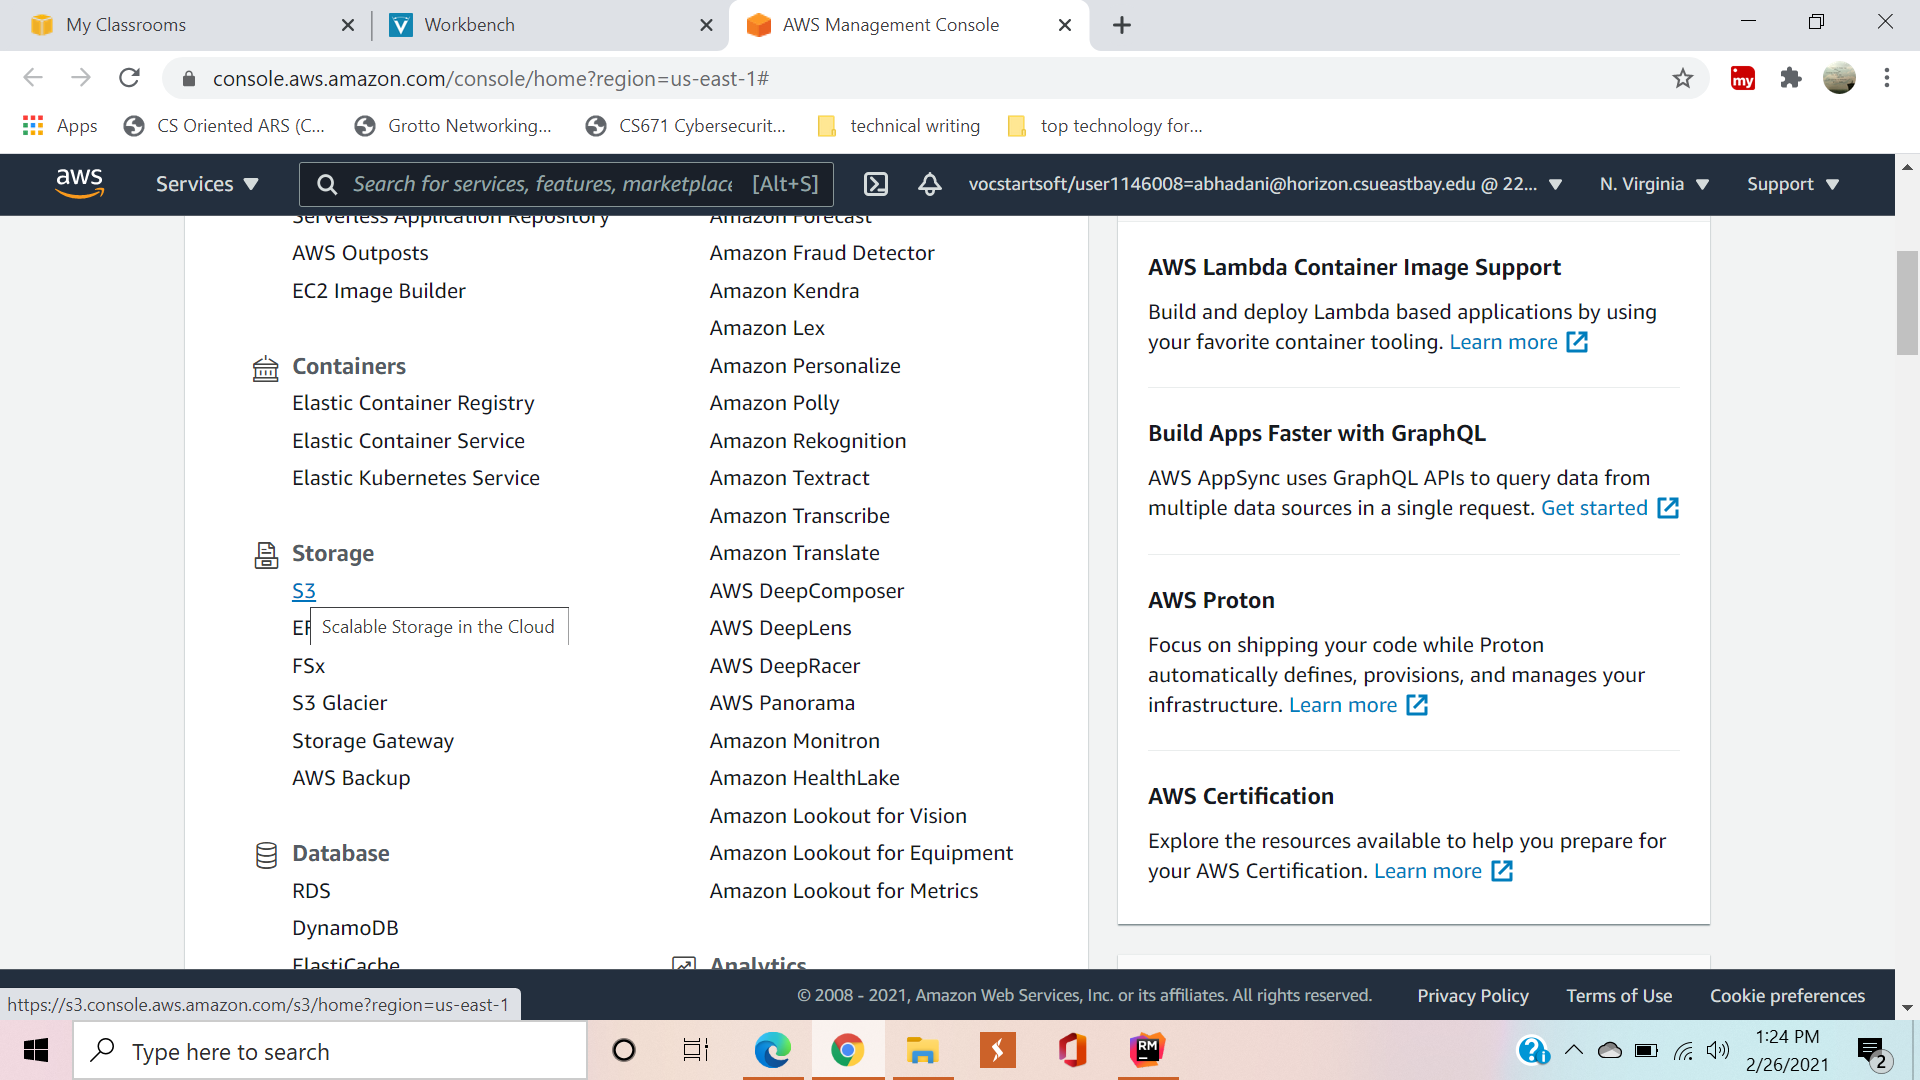 My Classrooms
Workbench
AWS Management Console
console.aws.amazon.com/console/home?region=us-east-1#
my
Apps
CS Oriented ARS (C...
Grotto Networking...
CS671 Cybersecurit...
technical writing
top technology for...
aws
Services
Search for services, features, marketplace
[Alt+S]
vocstartsoft/user1146008=abhadani@horizon.csueastbay.edu @ 22...
N. Virginia
Support
Serverless Application Repository
AWS Outposts
EC2 Image Builder
Containers
Elastic Container Registry
Elastic Container Service
Elastic Kubernetes Service
Storage
S3
Scalable Storage in the Cloud
FSx
S3 Glacier
Storage Gateway
AWS Backup
Database
RDS
DynamoDB
ElastiCache
Amazon Forecast
Amazon Fraud Detector
Amazon Kendra
Amazon Lex
Amazon Personalize
Amazon Polly
Amazon Rekognition
Amazon Textract
Amazon Transcribe
Amazon Translate
AWS DeepComposer
AWS DeepLens
AWS DeepRacer
AWS Panorama
Amazon Monitron
Amazon HealthLake
Amazon Lookout for Vision
Amazon Lookout for Equipment
Amazon Lookout for Metrics
Analytics
AWS Lambda Container Image Support
Build and deploy Lambda based applications by using
your favorite container tooling. Learn more
Build Apps Faster with GraphQL
AWS AppSync uses GraphQL APIs to query data from
multiple data sources in a single request. Get started
AWS Proton
Focus on shipping your code while Proton
automatically defines, provisions, and manages your
infrastructure. Learn more
AWS Certification
Explore the resources available to help you prepare for
your AWS Certification. Learn more
https://s3.console.aws.amazon.com/s3/home?region=us-east-1
© 2008 - 2021, Amazon Web Services, Inc. or its affiliates. All rights reserved.
Privacy Policy
Terms of Use
Cookie preferences
Type here to search
RM
1:24 PM
2/26/2021
2